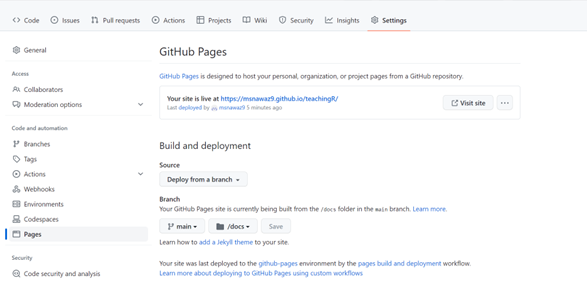 Code Issues Pull requests Actions Projects Wiki Security Insights Settings
General
Access
Collaborators
Moderation options
Code and automation
Branches
Tags
Actions
Webhooks
Environments
Codespaces
Pages
Security
Code security and analysis
GitHub Pages
GitHub Pages is designed to host your personal, organization, or project pages from a GitHub repository.
Your site is live at https://msnawaz9.github.io/teachingR/
Last deployed by msnawaz9 5 minutes ago
Visit site
Build and deployment
Source
Deploy from a branch
Branch
Your GitHub Pages site is currently being built from the /docs folder in the main branch. Learn more.
main /docs Save
Learn how to add a Jekyll theme to your site.
Your site was last deployed to the github-pages environment by the pages build and deployment workflow.
Learn more about deploying to GitHub Pages using custom workflows